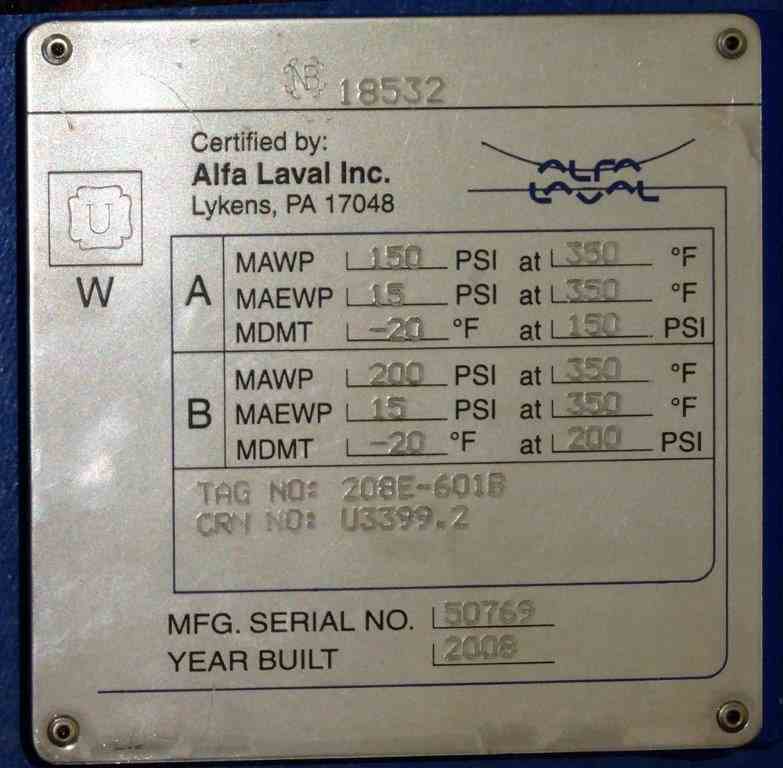 NB 18532
Certified by:
Alfa Laval Inc.
Lykens, PA 17048
ALFA
LAVAL
U
W
A
MAWP 150 PSI at 350 °F
MAEWP 15 PSI at 350 °F
MDMT -20 °F at 150 PSI
B
MAWP 200 PSI at 350 °F
MAEWP 15 PSI at 350 °F
MDMT -20 °F at 200 PSI
TAG NO: 208E-601B
CRN NO: U3399.2
MFG. SERIAL NO. 50769
YEAR BUILT 2008